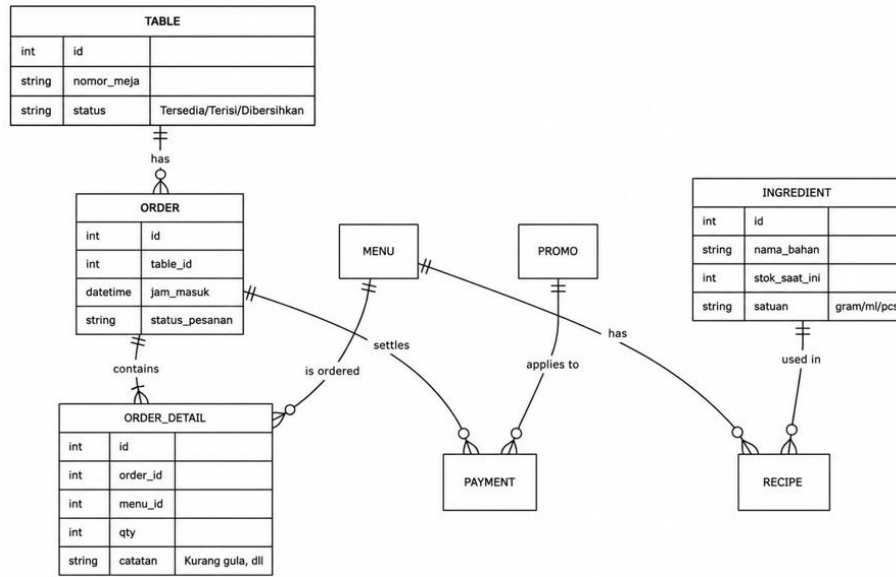 TABLE
int id
string nomor_meja
string status Tersedia/Terisi/Dibersihkan
has
ORDER
int id
int table_id
datetime jam_masuk
string status_pesanan
MENU
PROMO
INGREDIENT
int id
string nama_bahan
int stok_saat_ini
string satuan gram/ml/pcs
contains
is ordered
settles
applies to
has
used in
ORDER_DETAIL
int id
int order_id
int menu_id
int qty
string catatan Kurang gula, dll
PAYMENT
RECIPE